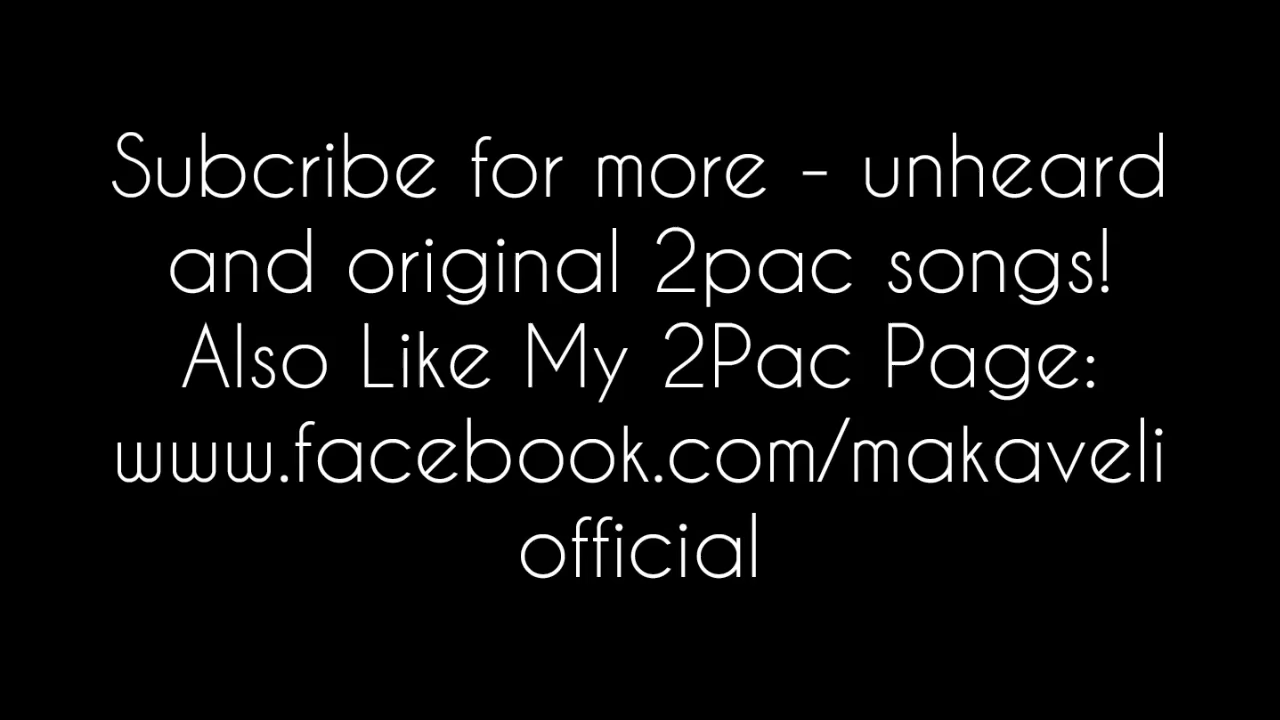 Subcribe for more - unheard
and original 2pac songs!
Also Like My 2Pac Page:
www.facebook.com/makaveli
official